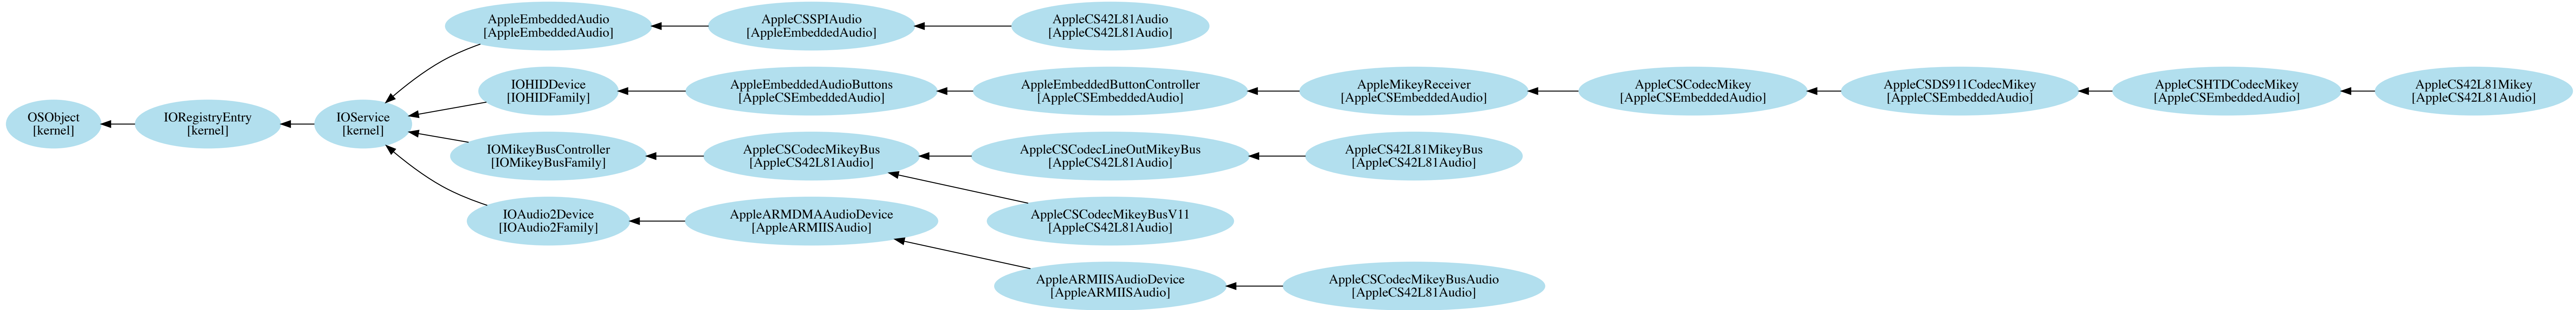 AppleEmbeddedAudio
[AppleEmbeddedAudio]
AppleCSSPIAudio
[AppleEmbeddedAudio]
AppleCS42L81Audio
[AppleCS42L81Audio]
IOHIDDevice
[IOHIDFamily]
AppleEmbeddedAudioButtons
[AppleCSEmbeddedAudio]
AppleEmbeddedButtonController
[AppleCSEmbeddedAudio]
AppleMikeyReceiver
[AppleCSEmbeddedAudio]
AppleCSCodecMikey
[AppleCSEmbeddedAudio]
AppleCSDS911CodecMikey
[AppleCSEmbeddedAudio]
AppleCSHTDCodecMikey
[AppleCSEmbeddedAudio]
AppleCS42L81Mikey
[AppleCS42L81Audio]
OSObject
[kernel]
IORegistryEntry
[kernel]
IOService
[kernel]
IOMikeyBusController
[IOMikeyBusFamily]
AppleCSCodecMikeyBus
[AppleCS42L81Audio]
AppleCSCodecLineOutMikeyBus
[AppleCS42L81Audio]
AppleCS42L81MikeyBus
[AppleCS42L81Audio]
IOAudio2Device
[IOAudio2Family]
AppleARMDMAAudioDevice
[AppleARMIISAudio]
AppleCSCodecMikeyBusV11
[AppleCS42L81Audio]
AppleARMIISAudioDevice
[AppleARMIISAudio]
AppleCSCodecMikeyBusAudio
[AppleCS42L81Audio]